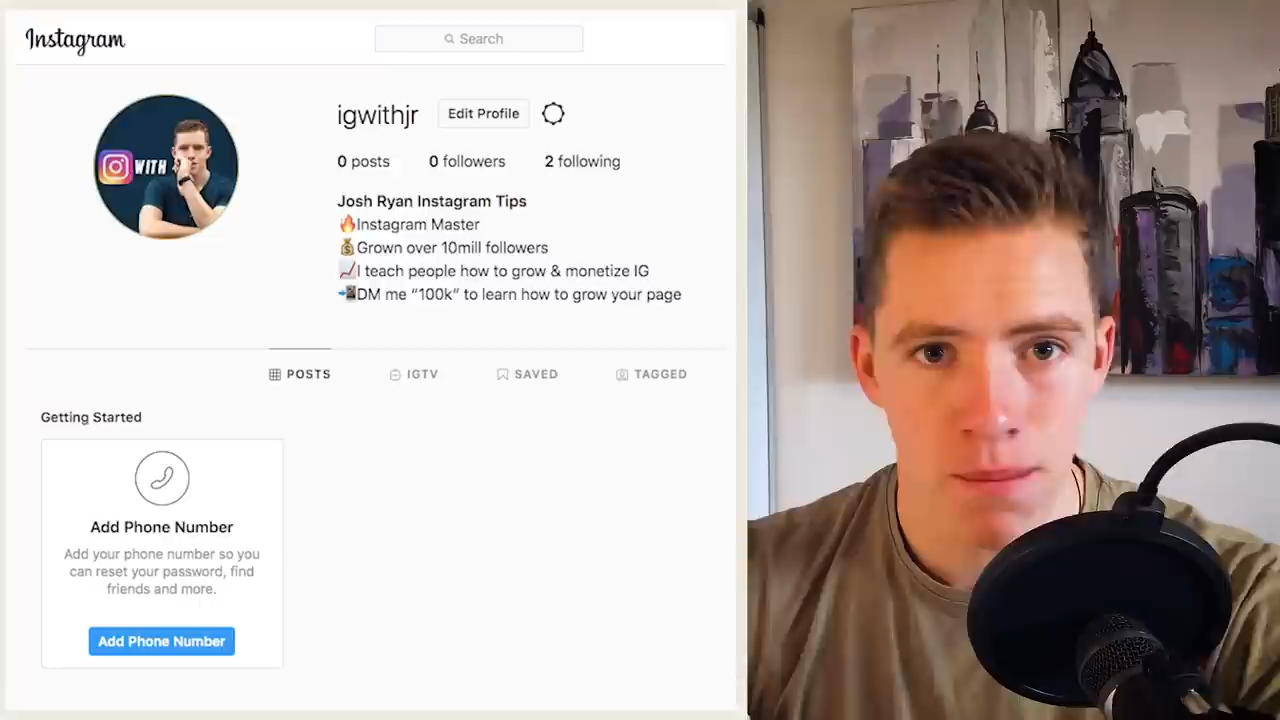 Instagram
Search
WITH
igwithjr
Edit Profile
0 posts 0 followers 2 following
Josh Ryan Instagram Tips
🔥Instagram Master
💰Grown over 10mill followers
📈I teach people how to grow & monetize IG
📲DM me “100k” to learn how to grow your page
POSTS IGTV SAVED TAGGED
Getting Started
Add Phone Number
Add your phone number so you
can reset your password, find
friends and more.
Add Phone Number